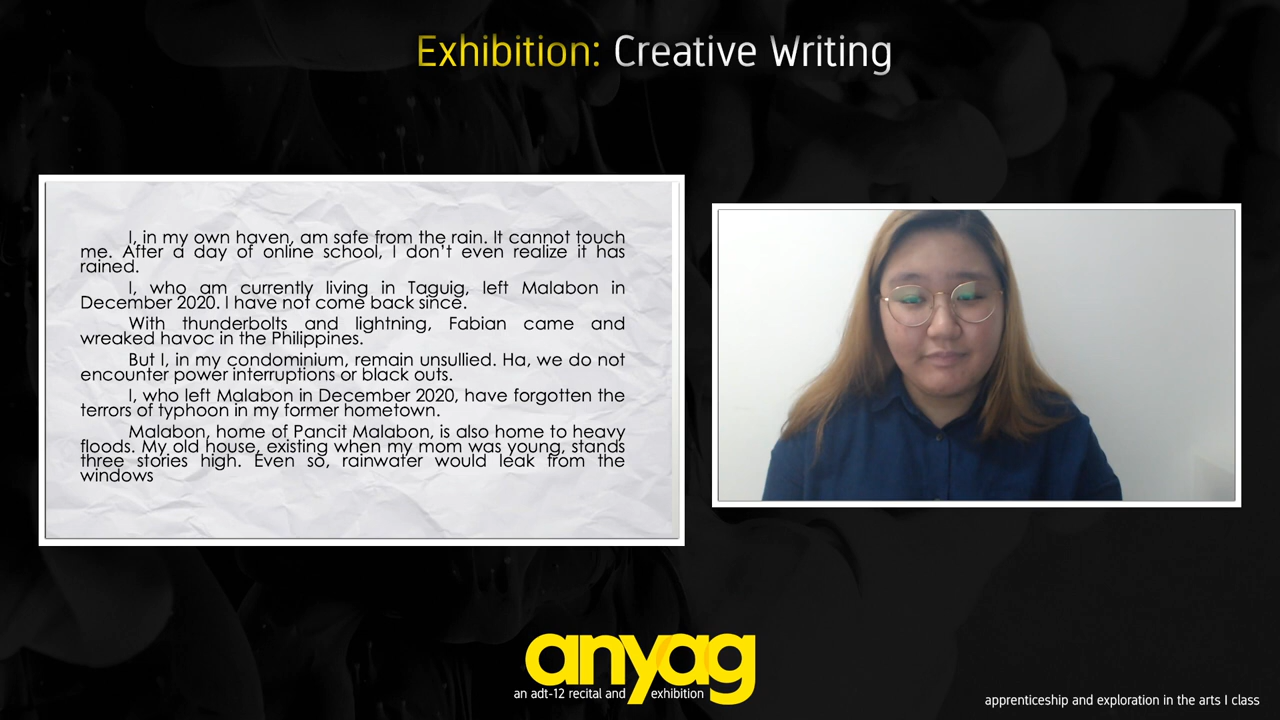 Exhibition: Creative Writing
I, in my own haven, am safe from the rain. It cannot touch
me. After a day of online school, I don't even realize it has
rained.
I, who am currently living in Taguig, left Malabon in
December 2020. I have not come back since.
With thunderbolts and lightning, Fabian came and
wreaked havoc in the Philippines.
But I, in my condominium, remain unsullied. Ha, we do not
encounter power interruptions or black outs.
I, who left Malabon in December 2020, have forgotten the
terrors of typhoon in my former hometown.
Malabon, home of Pancit Malabon, is also home to heavy
floods. My old house, existing when my mom was young, stands
three stories high. Even so, rainwater would leak from the
windows
anyag
an adt-12 recital and exhibition
apprenticeship and exploration in the arts I class